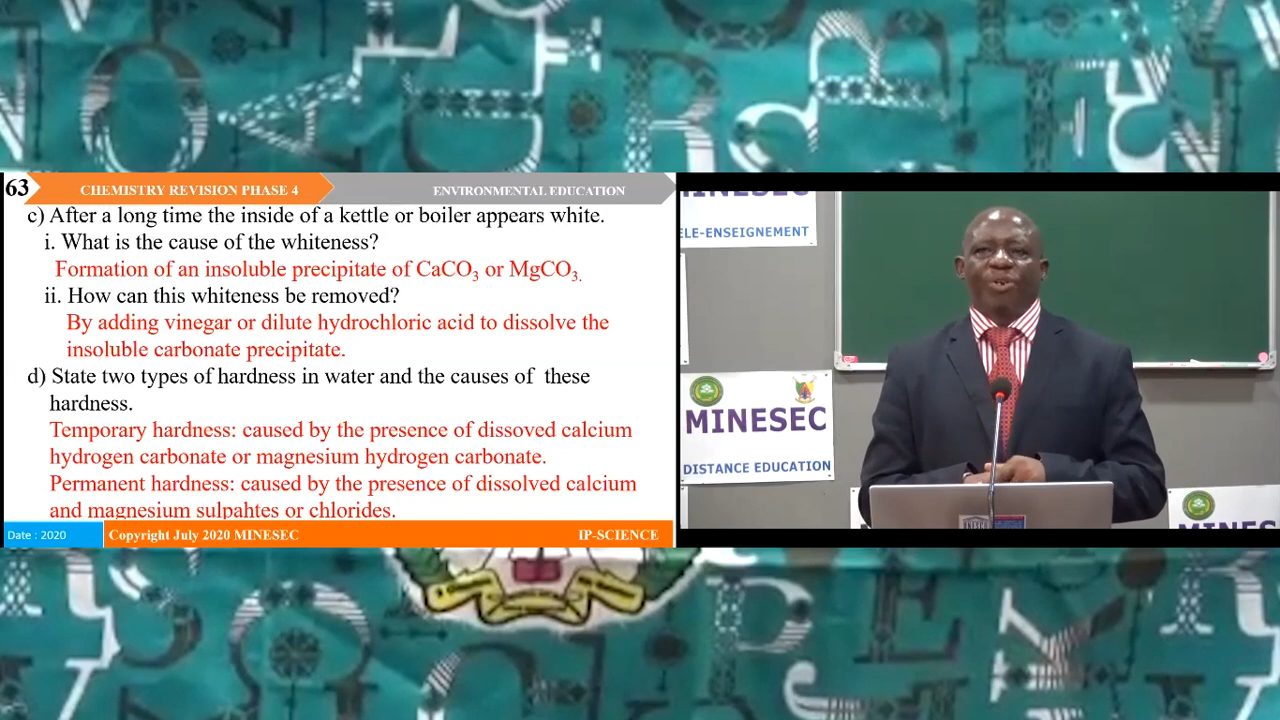 63
CHEMISTRY REVISION PHASE 4
ENVIRONMENTAL EDUCATION
c) After a long time the inside of a kettle or boiler appears white.
i. What is the cause of the whiteness?
Formation of an insoluble precipitate of CaCO₃ or MgCO₃.
ii. How can this whiteness be removed?
By adding vinegar or dilute hydrochloric acid to dissolve the
insoluble carbonate precipitate.
d) State two types of hardness in water and the causes of these
hardness.
Temporary hardness: caused by the presence of dissoved calcium
hydrogen carbonate or magnesium hydrogen carbonate.
Permanent hardness: caused by the presence of dissolved calcium
and magnesium sulpahtes or chlorides.
Date : 2020
Copyright July 2020 MINESEC
IP-SCIENCE
MINESEC
ELE-ENSEIGNEMENT
MINESEC
DISTANCE EDUCATION
MINES